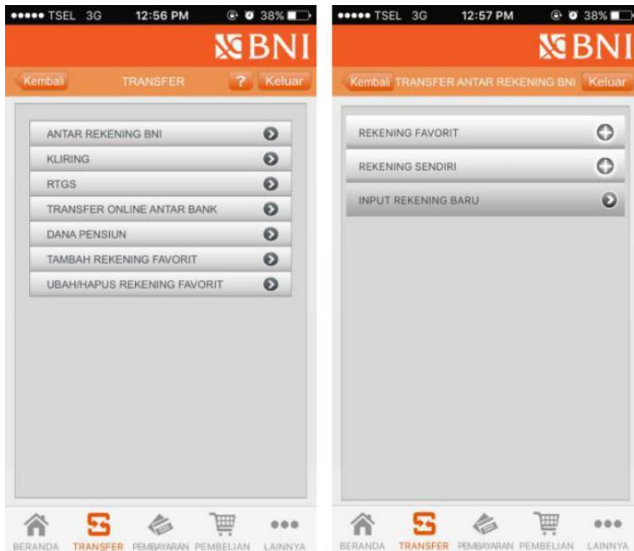 TSEL 3G 12:56 PM 38%
BNI
Kembali TRANSFER ? Keluar
ANTAR REKENING BNI
KLIRING
RTGS
TRANSFER ONLINE ANTAR BANK
DANA PENSIUN
TAMBAH REKENING FAVORIT
UBAH/HAPUS REKENING FAVORIT
BERANDA TRANSFER PEMBAYARAN PEMBELIAN LAINNYA
TSEL 3G 12:57 PM 38%
BNI
Kembali TRANSFER ANTAR REKENING BNI Keluar
REKENING FAVORIT
REKENING SENDIRI
INPUT REKENING BARU
BERANDA TRANSFER PEMBAYARAN PEMBELIAN LAINNYA